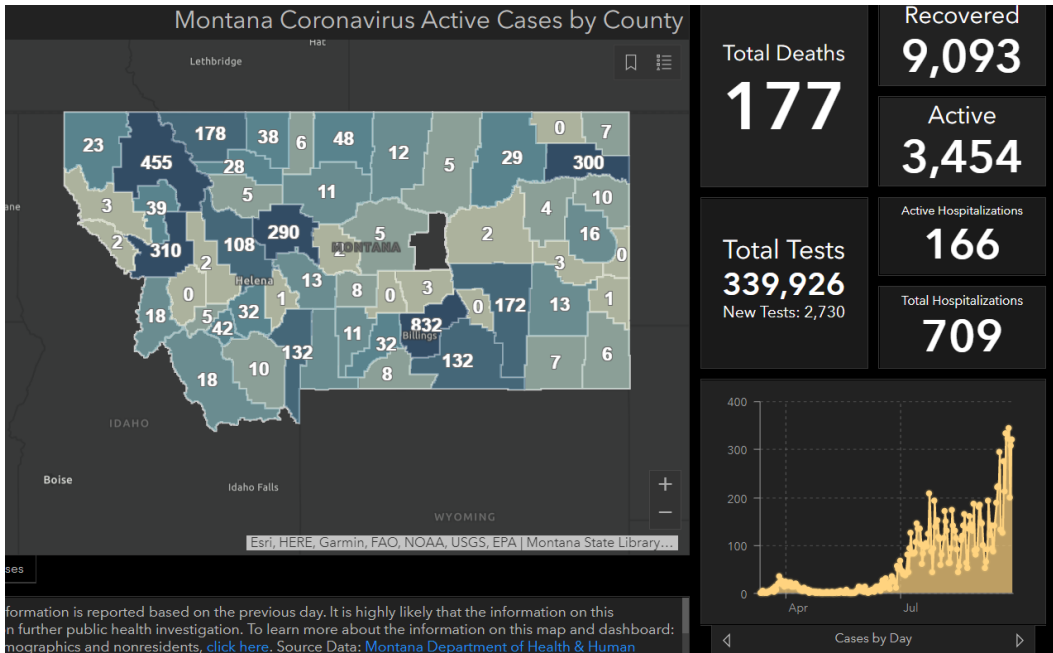 Montana Coronavirus Active Cases by County
Hat
Lethbridge
23
455
178
28
38
6
48
12
5
29
0
7
300
3
39
5
11
4
10
2
310
2
108
290
MONTANA
5
2
16
0
3
Helena
0
18
5
42
32
1
13
8
0
3
0
172
13
1
132
11
32
832
Billings
132
8
7
6
18
10
IDAHO
Boise
Idaho Falls
WYOMING
+
−
Esri, HERE, Garmin, FAO, NOAA, USGS, EPA | Montana State Library…
ses
formation is reported based on the previous day. It is highly likely that the information on this
n further public health investigation. To learn more about the information on this map and dashboard:
mographics and nonresidents, click here. Source Data: Montana Department of Health & Human
Total Deaths
177
Recovered
9,093
Active
3,454
Total Tests
339,926
New Tests: 2,730
Active Hospitalizations
166
Total Hospitalizations
709
400
300
200
100
0
Apr
Jul
Cases by Day